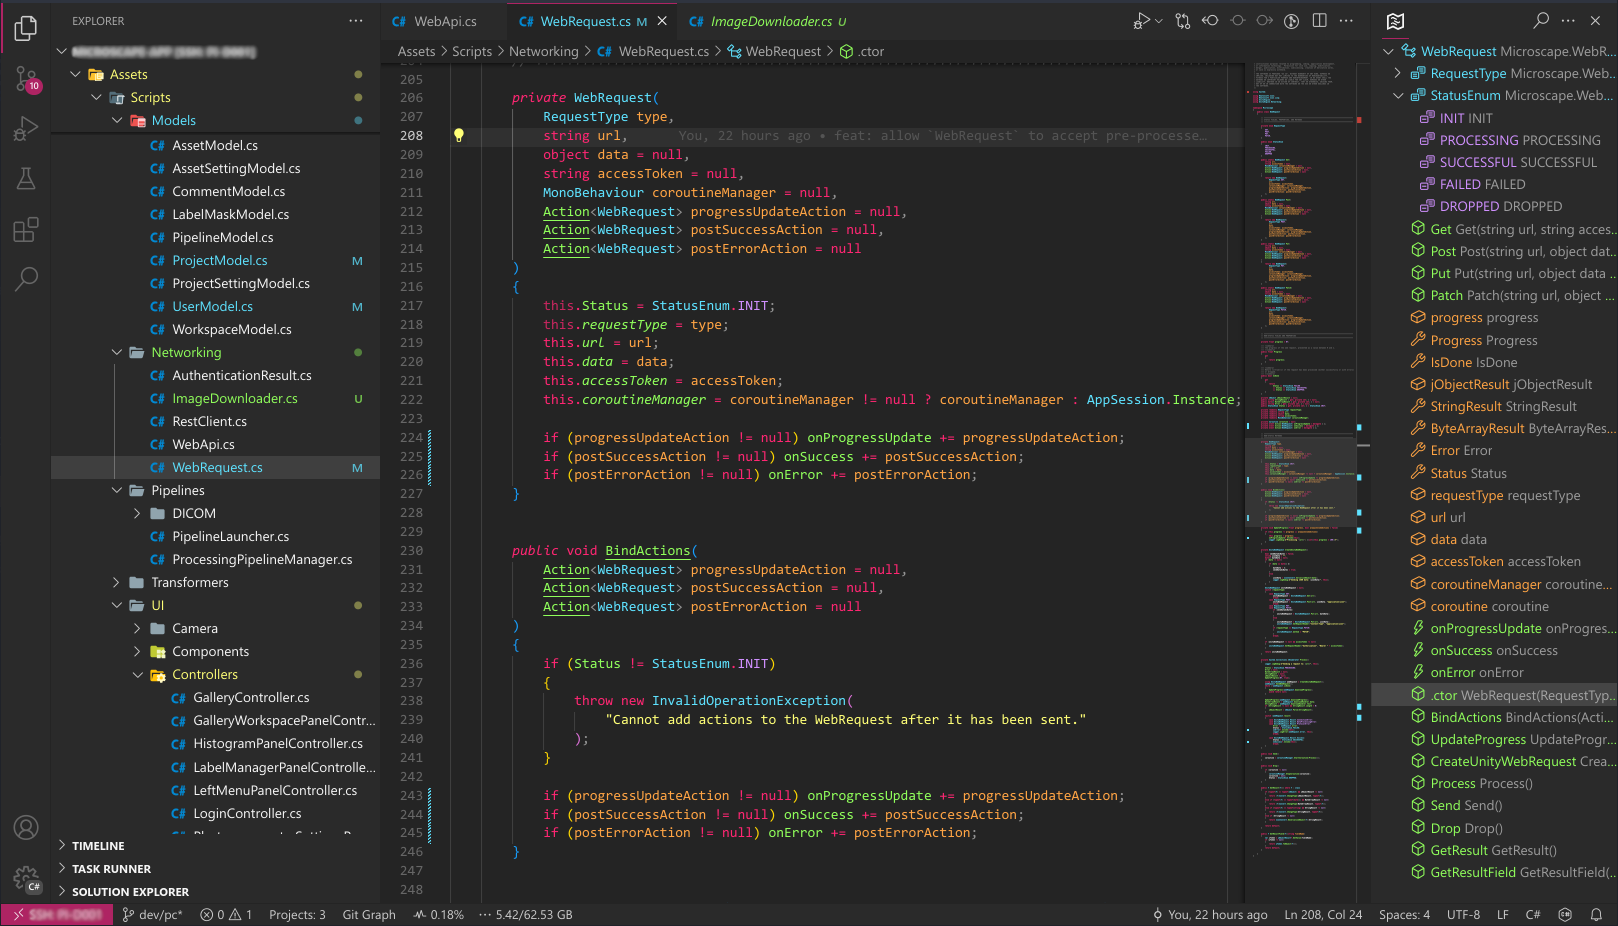 EXPLORER
Assets
Scripts
Models
AssetModel.cs
AssetSettingModel.cs
CommentModel.cs
LabelMaskModel.cs
PipelineModel.cs
ProjectModel.cs M
ProjectSettingModel.cs
UserModel.cs M
WorkspaceModel.cs
Networking
AuthenticationResult.cs
ImageDownloader.cs U
RestClient.cs
WebApi.cs
WebRequest.cs M
Pipelines
DICOM
PipelineLauncher.cs
ProcessingPipelineManager.cs
Transformers
UI
Camera
Components
Controllers
GalleryController.cs
GalleryWorkspacePanelContr...
HistogramPanelController.cs
LabelManagerPanelControlle...
LeftMenuPanelController.cs
LoginController.cs
TIMELINE
TASK RUNNER
SOLUTION EXPLORER
10
C#
C# WebApi.cs
C# WebRequest.cs M
C# ImageDownloader.cs U
Assets > Scripts > Networking > C# WebRequest.cs > WebRequest > .ctor
205
206 private WebRequest(
207 RequestType type,
208 string url, You, 22 hours ago • feat: allow `WebRequest` to accept pre-processe…
209 object data = null,
210 string accessToken = null,
211 MonoBehaviour coroutineManager = null,
212 Action<WebRequest> progressUpdateAction = null,
213 Action<WebRequest> postSuccessAction = null,
214 Action<WebRequest> postErrorAction = null
215 )
216 {
217 this.Status = StatusEnum.INIT;
218 this.requestType = type;
219 this.url = url;
220 this.data = data;
221 this.accessToken = accessToken;
222 this.coroutineManager = coroutineManager != null ? coroutineManager : AppSession.Instance;
223
224 if (progressUpdateAction != null) onProgressUpdate += progressUpdateAction;
225 if (postSuccessAction != null) onSuccess += postSuccessAction;
226 if (postErrorAction != null) onError += postErrorAction;
227 }
228
229
230 public void BindActions(
231 Action<WebRequest> progressUpdateAction = null,
232 Action<WebRequest> postSuccessAction = null,
233 Action<WebRequest> postErrorAction = null
234 )
235 {
236 if (Status != StatusEnum.INIT)
237 {
238 throw new InvalidOperationException(
239 "Cannot add actions to the WebRequest after it has been sent."
240 );
241 }
242
243 if (progressUpdateAction != null) onProgressUpdate += progressUpdateAction;
244 if (postSuccessAction != null) onSuccess += postSuccessAction;
245 if (postErrorAction != null) onError += postErrorAction;
246 }
247
248
WebRequest Microscape.WebR...
RequestType Microscape.Web...
StatusEnum Microscape.Web...
INIT INIT
PROCESSING PROCESSING
SUCCESSFUL SUCCESSFUL
FAILED FAILED
DROPPED DROPPED
Get Get(string url, string acces...
Post Post(string url, object dat...
Put Put(string url, object data ...
Patch Patch(string url, object ...
progress progress
Progress Progress
IsDone IsDone
jObjectResult jObjectResult
StringResult StringResult
ByteArrayResult ByteArrayRes...
Error Error
Status Status
requestType requestType
url url
data data
accessToken accessToken
coroutineManager coroutine...
coroutine coroutine
onProgressUpdate onProgres...
onSuccess onSuccess
onError onError
.ctor WebRequest(RequestTyp...
BindActions BindActions(Acti...
UpdateProgress UpdateProgr...
CreateUnityWebRequest Crea...
Process Process()
Send Send()
Drop Drop()
GetResult GetResult()
GetResultField GetResultField(...
dev/pc* 0 1 Projects: 3 Git Graph 0.18% 5.42/62.53 GB You, 22 hours ago Ln 208, Col 24 Spaces: 4 UTF-8 LF C#